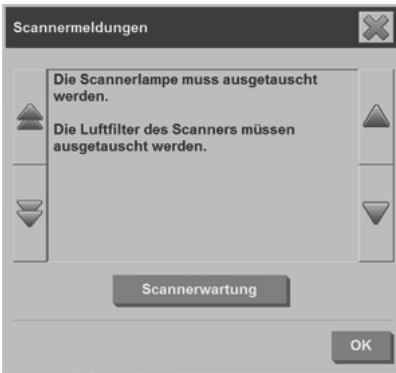 Scannermeldungen
Die Scannerlampe muss ausgetauscht
werden.
Die Luftfilter des Scanners müssen
ausgetauscht werden.
Scannerwartung
OK